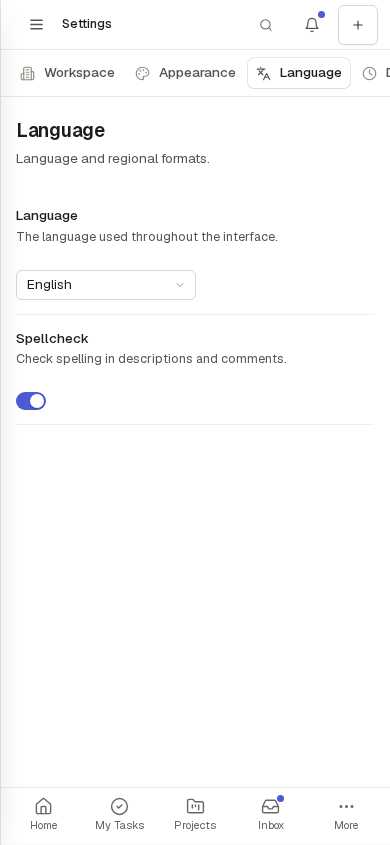 Settings
Workspace
Appearance
Language
D
Language
Language and regional formats.
Language
The language used throughout the interface.
English
Spellcheck
Check spelling in descriptions and comments.
Home
My Tasks
Projects
Inbox
More